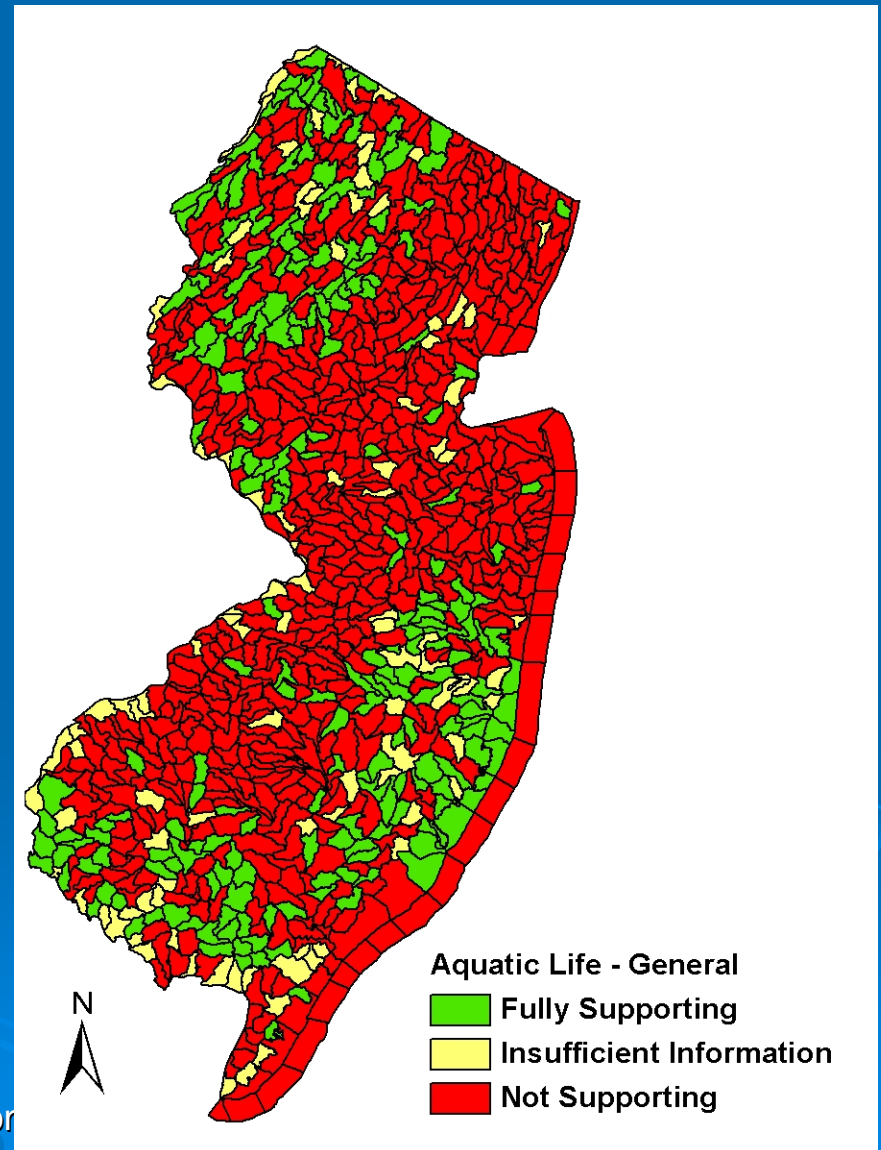 Aquatic Life - General
N
Fully Supporting
Insufficient Information
Not Supporting